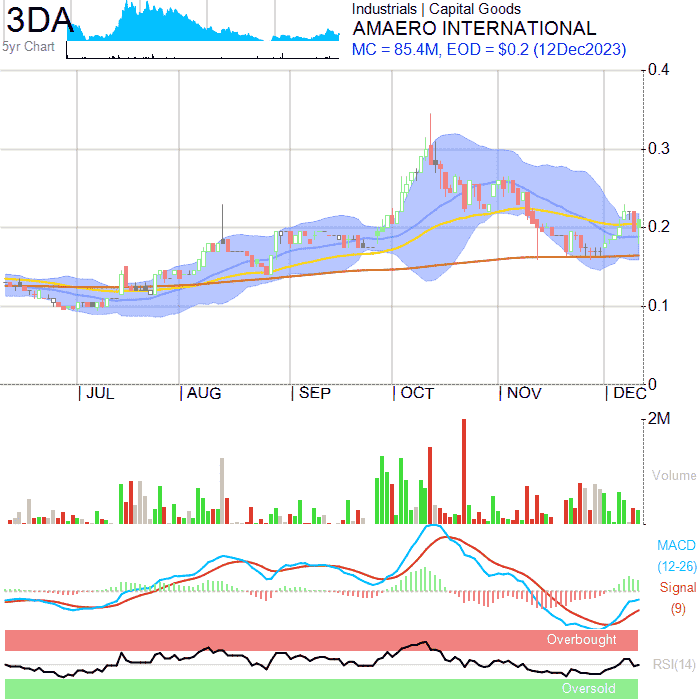 3DA
5yr Chart
Industrials | Capital Goods
AMAERO INTERNATIONAL
MC = 85.4M, EOD = $0.2 (12Dec2023)
0.4
0.3
0.2
0.1
0
| JUL | AUG | SEP | OCT | NOV | DEC
2M
Volume
MACD
(12-26)
Signal
(9)
Overbought
RSI(14)
Oversold